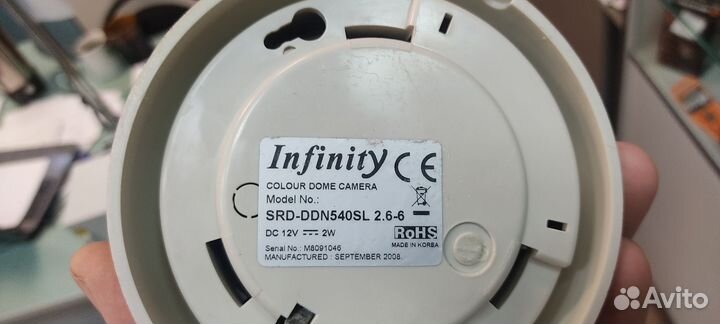 Infinity CE
COLOUR DOME CAMERA
Model No.:
SRD-DDN540SL 2.6-6
DC 12V ⎓ 2W
RoHS
Serial No.: M8091046
MADE IN KOREA
MANUFACTURED : SEPTEMBER 2008.
Avito